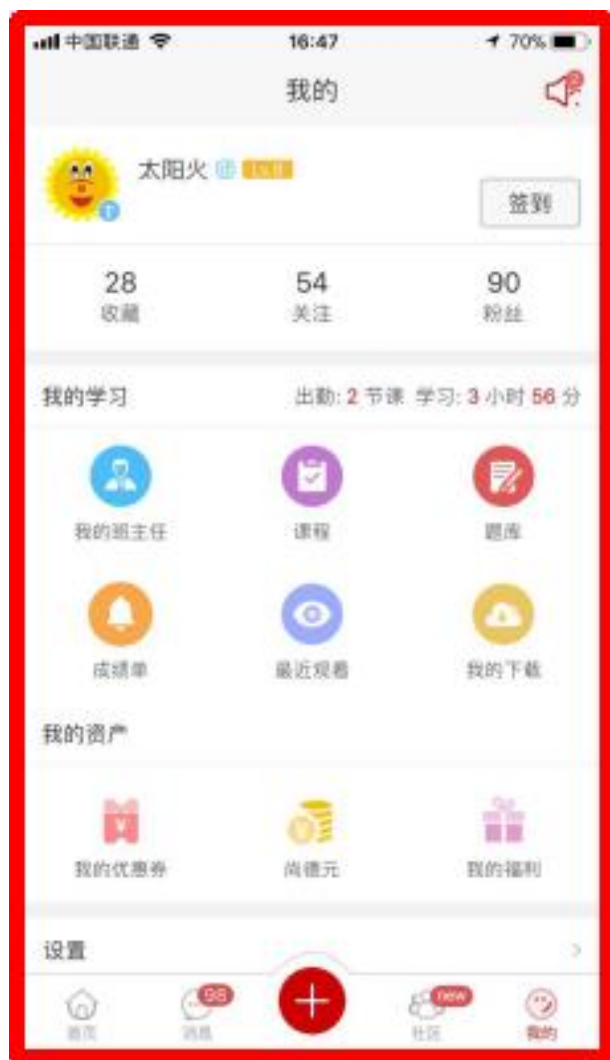 中国联通 16:47 70%
我的
太阳火 团
签到
28 54 90
收藏 关注 粉丝
我的学习 出勤: 2 节课 学习: 3 小时 56 分
我的班主任 课程 题库
成绩单 最近观看 我的下载
我的资产
我的优惠券 尚德元 我的福利
设置
98 new
首页 消息 社区 我的